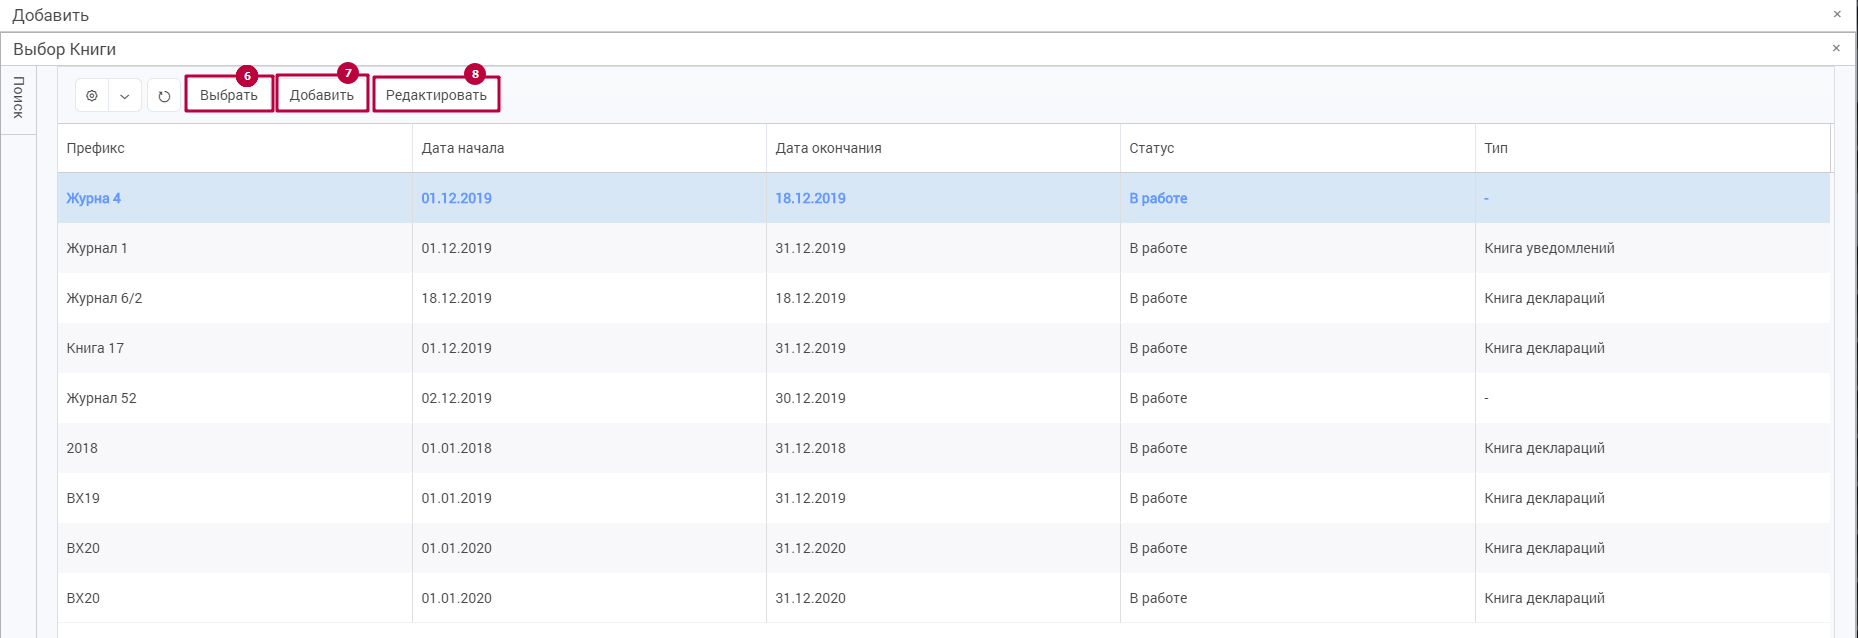 Добавить ×
Выбор Книги ×
Поиск
6 7 8
Выбрать Добавить Редактировать
Префикс Дата начала Дата окончания Статус Тип
Журна 4 01.12.2019 18.12.2019 В работе -
Журнал 1 01.12.2019 31.12.2019 В работе Книга уведомлений
Журнал 6/2 18.12.2019 18.12.2019 В работе Книга деклараций
Книга 17 01.12.2019 31.12.2019 В работе Книга деклараций
Журнал 52 02.12.2019 30.12.2019 В работе -
2018 01.01.2018 31.12.2018 В работе Книга деклараций
ВХ19 01.01.2019 31.12.2019 В работе Книга деклараций
ВХ20 01.01.2020 31.12.2020 В работе Книга деклараций
ВХ20 01.01.2020 31.12.2020 В работе Книга деклараций